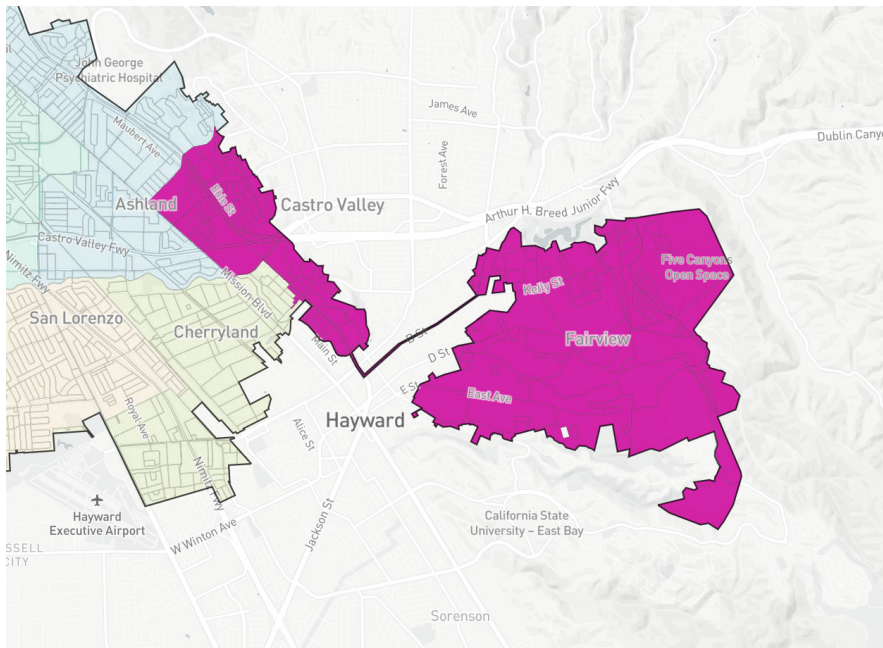 John George
Psychiatric Hospital
Maubert Ave
James Ave
Forest Ave
Dublin Cany
Arthur H. Breed Junior Fwy
Ashland
Elgin St
Castro Valley
Castro Valley Fwy
Nimitz Fwy
Mission Blvd
Kelly St
Five Canyons
Open Space
San Lorenzo
Cherryland
Main St
B St
D St
E St
Fairview
East Ave
Hayward
Royal Ave
Alice St
Nimitz Fwy
Hayward
Executive Airport
W Winton Ave
Jackson St
California State
University – East Bay
SSELL
CITY
Sorenson